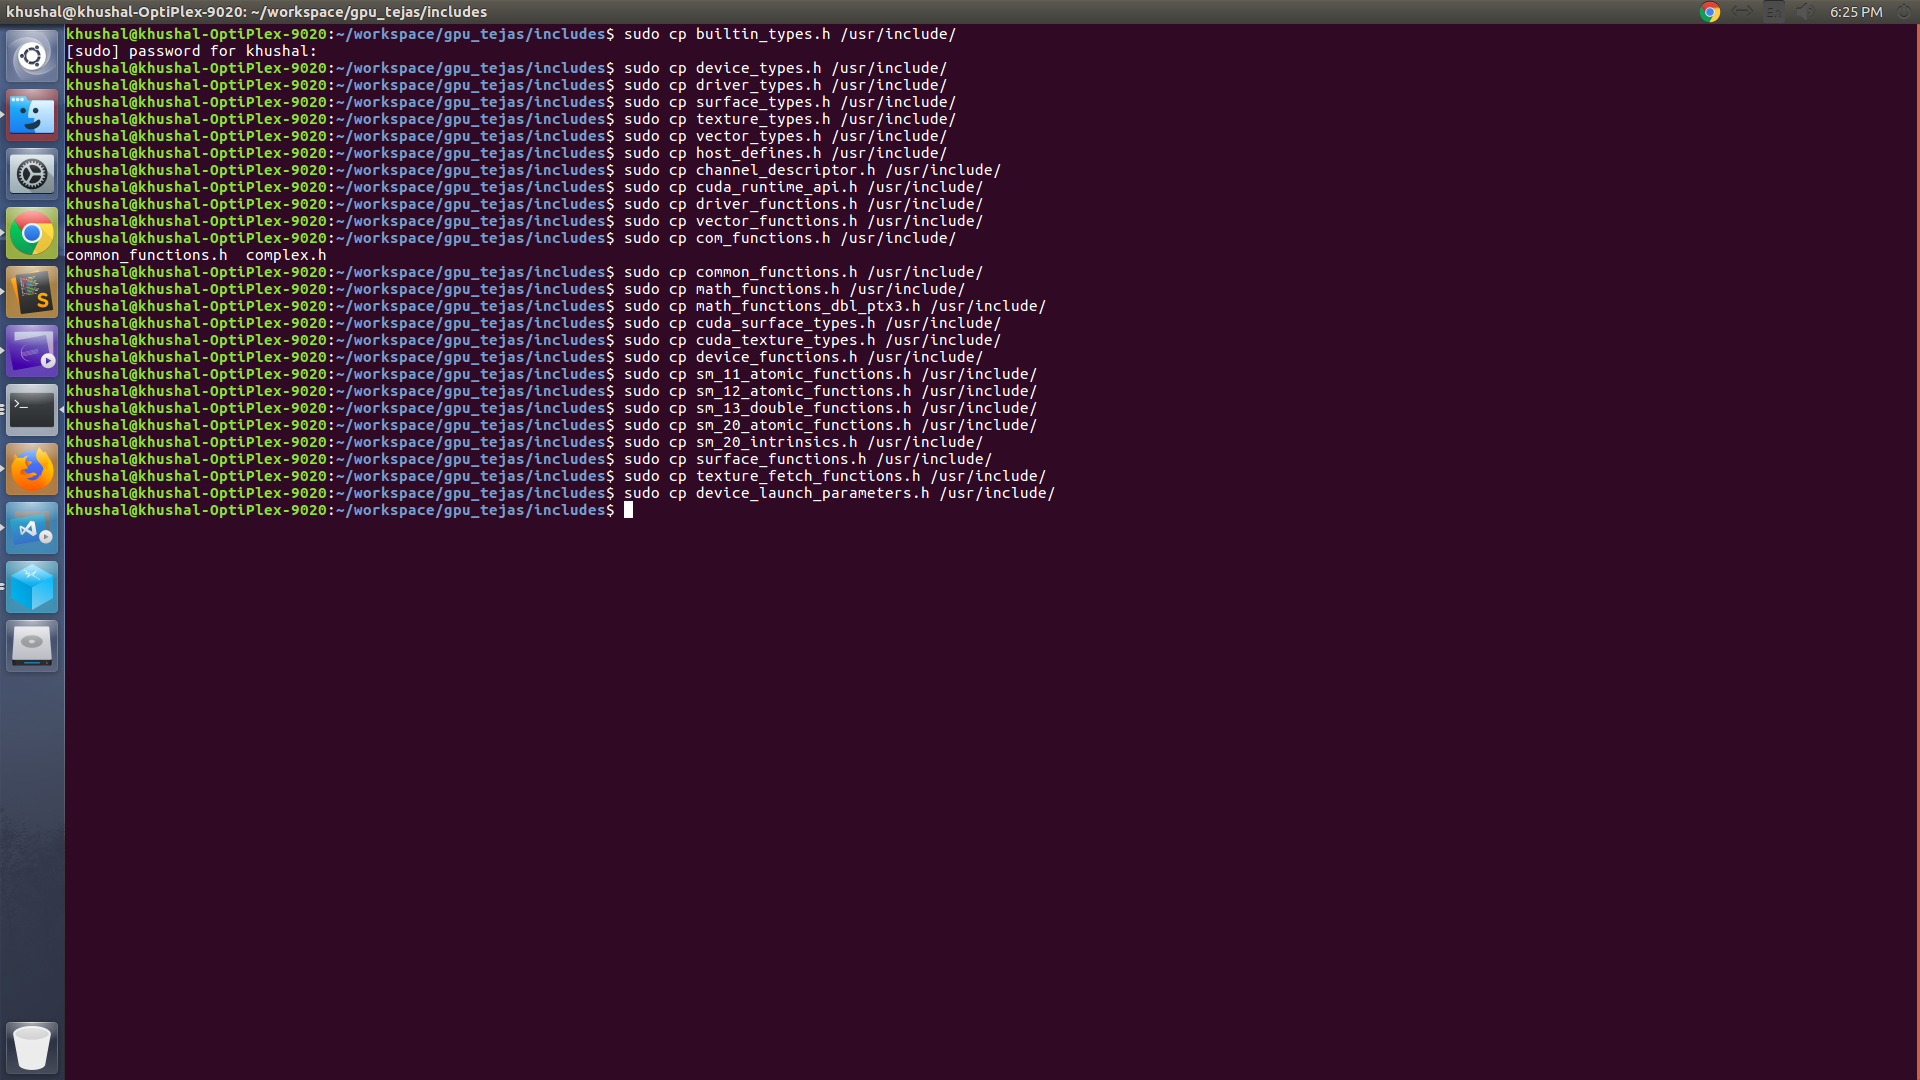 khushal@khushal-OptiPlex-9020: ~/workspace/gpu_tejas/includes
En
6:25 PM
khushal@khushal-OptiPlex-9020:~/workspace/gpu_tejas/includes$ sudo cp builtin_types.h /usr/include/
[sudo] password for khushal:
khushal@khushal-OptiPlex-9020:~/workspace/gpu_tejas/includes$ sudo cp device_types.h /usr/include/
khushal@khushal-OptiPlex-9020:~/workspace/gpu_tejas/includes$ sudo cp driver_types.h /usr/include/
khushal@khushal-OptiPlex-9020:~/workspace/gpu_tejas/includes$ sudo cp surface_types.h /usr/include/
khushal@khushal-OptiPlex-9020:~/workspace/gpu_tejas/includes$ sudo cp texture_types.h /usr/include/
khushal@khushal-OptiPlex-9020:~/workspace/gpu_tejas/includes$ sudo cp vector_types.h /usr/include/
khushal@khushal-OptiPlex-9020:~/workspace/gpu_tejas/includes$ sudo cp host_defines.h /usr/include/
khushal@khushal-OptiPlex-9020:~/workspace/gpu_tejas/includes$ sudo cp channel_descriptor.h /usr/include/
khushal@khushal-OptiPlex-9020:~/workspace/gpu_tejas/includes$ sudo cp cuda_runtime_api.h /usr/include/
khushal@khushal-OptiPlex-9020:~/workspace/gpu_tejas/includes$ sudo cp driver_functions.h /usr/include/
khushal@khushal-OptiPlex-9020:~/workspace/gpu_tejas/includes$ sudo cp vector_functions.h /usr/include/
khushal@khushal-OptiPlex-9020:~/workspace/gpu_tejas/includes$ sudo cp com_functions.h /usr/include/
common_functions.h  complex.h
khushal@khushal-OptiPlex-9020:~/workspace/gpu_tejas/includes$ sudo cp common_functions.h /usr/include/
khushal@khushal-OptiPlex-9020:~/workspace/gpu_tejas/includes$ sudo cp math_functions.h /usr/include/
khushal@khushal-OptiPlex-9020:~/workspace/gpu_tejas/includes$ sudo cp math_functions_dbl_ptx3.h /usr/include/
khushal@khushal-OptiPlex-9020:~/workspace/gpu_tejas/includes$ sudo cp cuda_surface_types.h /usr/include/
khushal@khushal-OptiPlex-9020:~/workspace/gpu_tejas/includes$ sudo cp cuda_texture_types.h /usr/include/
khushal@khushal-OptiPlex-9020:~/workspace/gpu_tejas/includes$ sudo cp device_functions.h /usr/include/
khushal@khushal-OptiPlex-9020:~/workspace/gpu_tejas/includes$ sudo cp sm_11_atomic_functions.h /usr/include/
khushal@khushal-OptiPlex-9020:~/workspace/gpu_tejas/includes$ sudo cp sm_12_atomic_functions.h /usr/include/
khushal@khushal-OptiPlex-9020:~/workspace/gpu_tejas/includes$ sudo cp sm_13_double_functions.h /usr/include/
khushal@khushal-OptiPlex-9020:~/workspace/gpu_tejas/includes$ sudo cp sm_20_atomic_functions.h /usr/include/
khushal@khushal-OptiPlex-9020:~/workspace/gpu_tejas/includes$ sudo cp sm_20_intrinsics.h /usr/include/
khushal@khushal-OptiPlex-9020:~/workspace/gpu_tejas/includes$ sudo cp surface_functions.h /usr/include/
khushal@khushal-OptiPlex-9020:~/workspace/gpu_tejas/includes$ sudo cp texture_fetch_functions.h /usr/include/
khushal@khushal-OptiPlex-9020:~/workspace/gpu_tejas/includes$ sudo cp device_launch_parameters.h /usr/include/
khushal@khushal-OptiPlex-9020:~/workspace/gpu_tejas/includes$